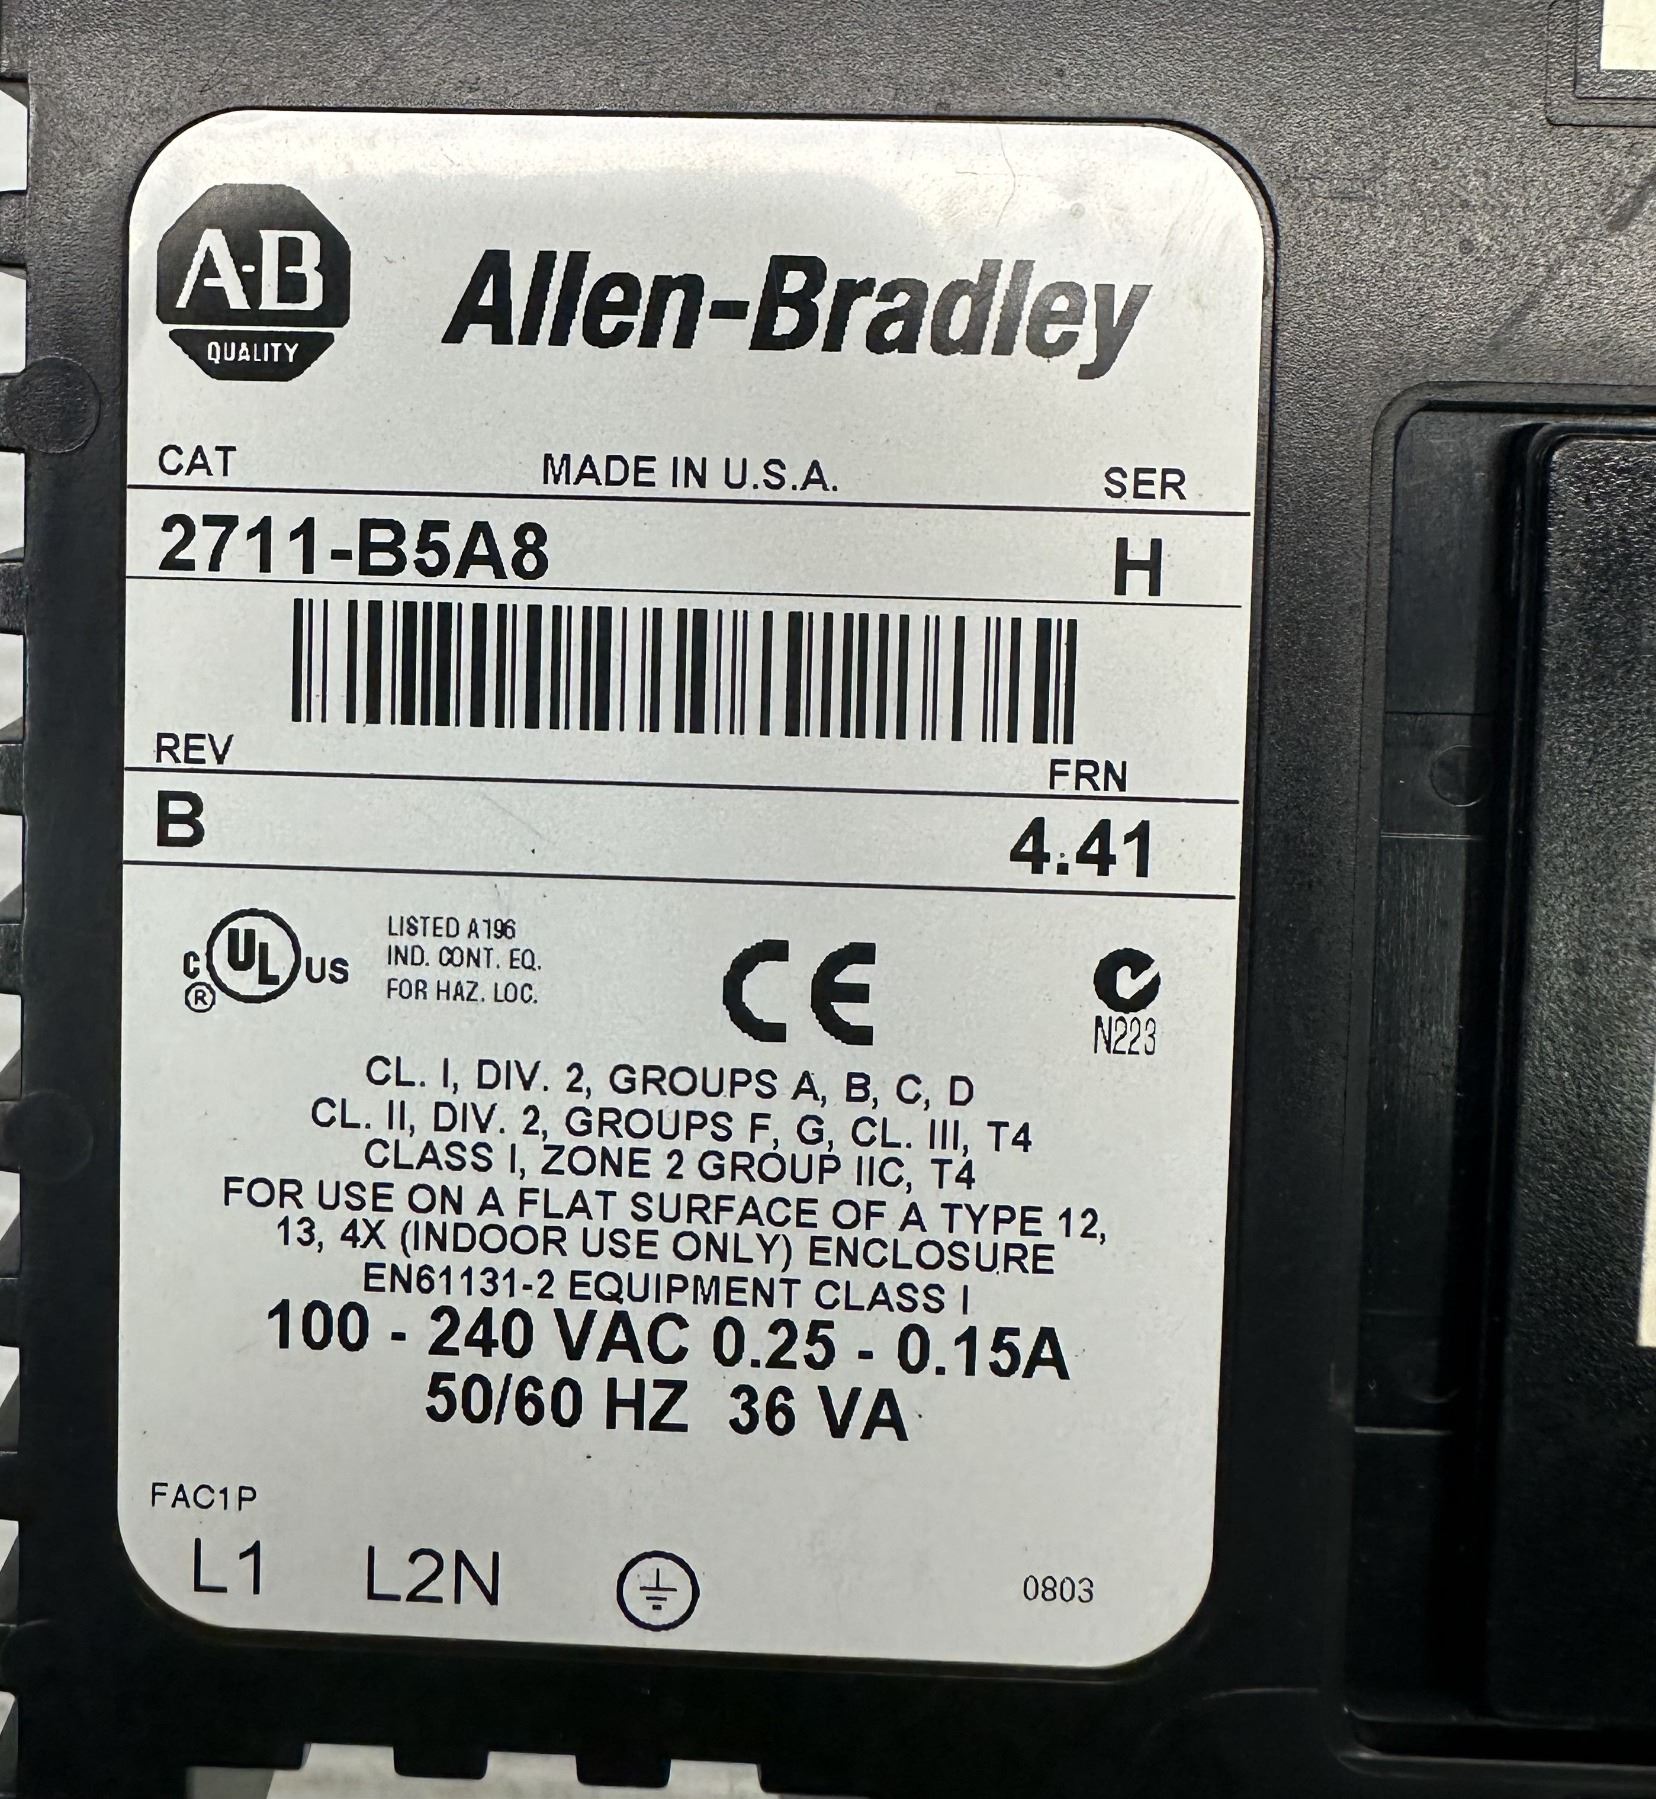 A-B
QUALITY
Allen-Bradley
CAT MADE IN U.S.A. SER
2711-B5A8 H
REV FRN
B 4.41
C UL US
®
LISTED A196
IND. CONT. EQ.
FOR HAZ. LOC.
CE
N223
CL. I, DIV. 2, GROUPS A, B, C, D
CL. II, DIV. 2, GROUPS F, G, CL. III, T4
CLASS I, ZONE 2 GROUP IIC, T4
FOR USE ON A FLAT SURFACE OF A TYPE 12,
13, 4X (INDOOR USE ONLY) ENCLOSURE
EN61131-2 EQUIPMENT CLASS I
100 - 240 VAC 0.25 - 0.15A
50/60 HZ 36 VA
FAC1P
L1 L2N 0803